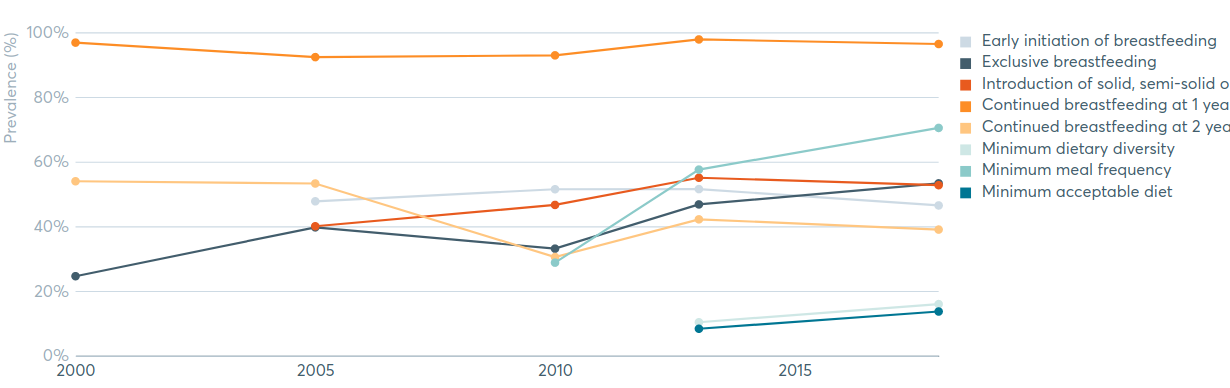 Prevalence (%)
100%
80%
60%
40%
20%
0%
2000 2005 2010 2015
Early initiation of breastfeeding
Exclusive breastfeeding
Introduction of solid, semi-solid o
Continued breastfeeding at 1 yea
Continued breastfeeding at 2 yea
Minimum dietary diversity
Minimum meal frequency
Minimum acceptable diet